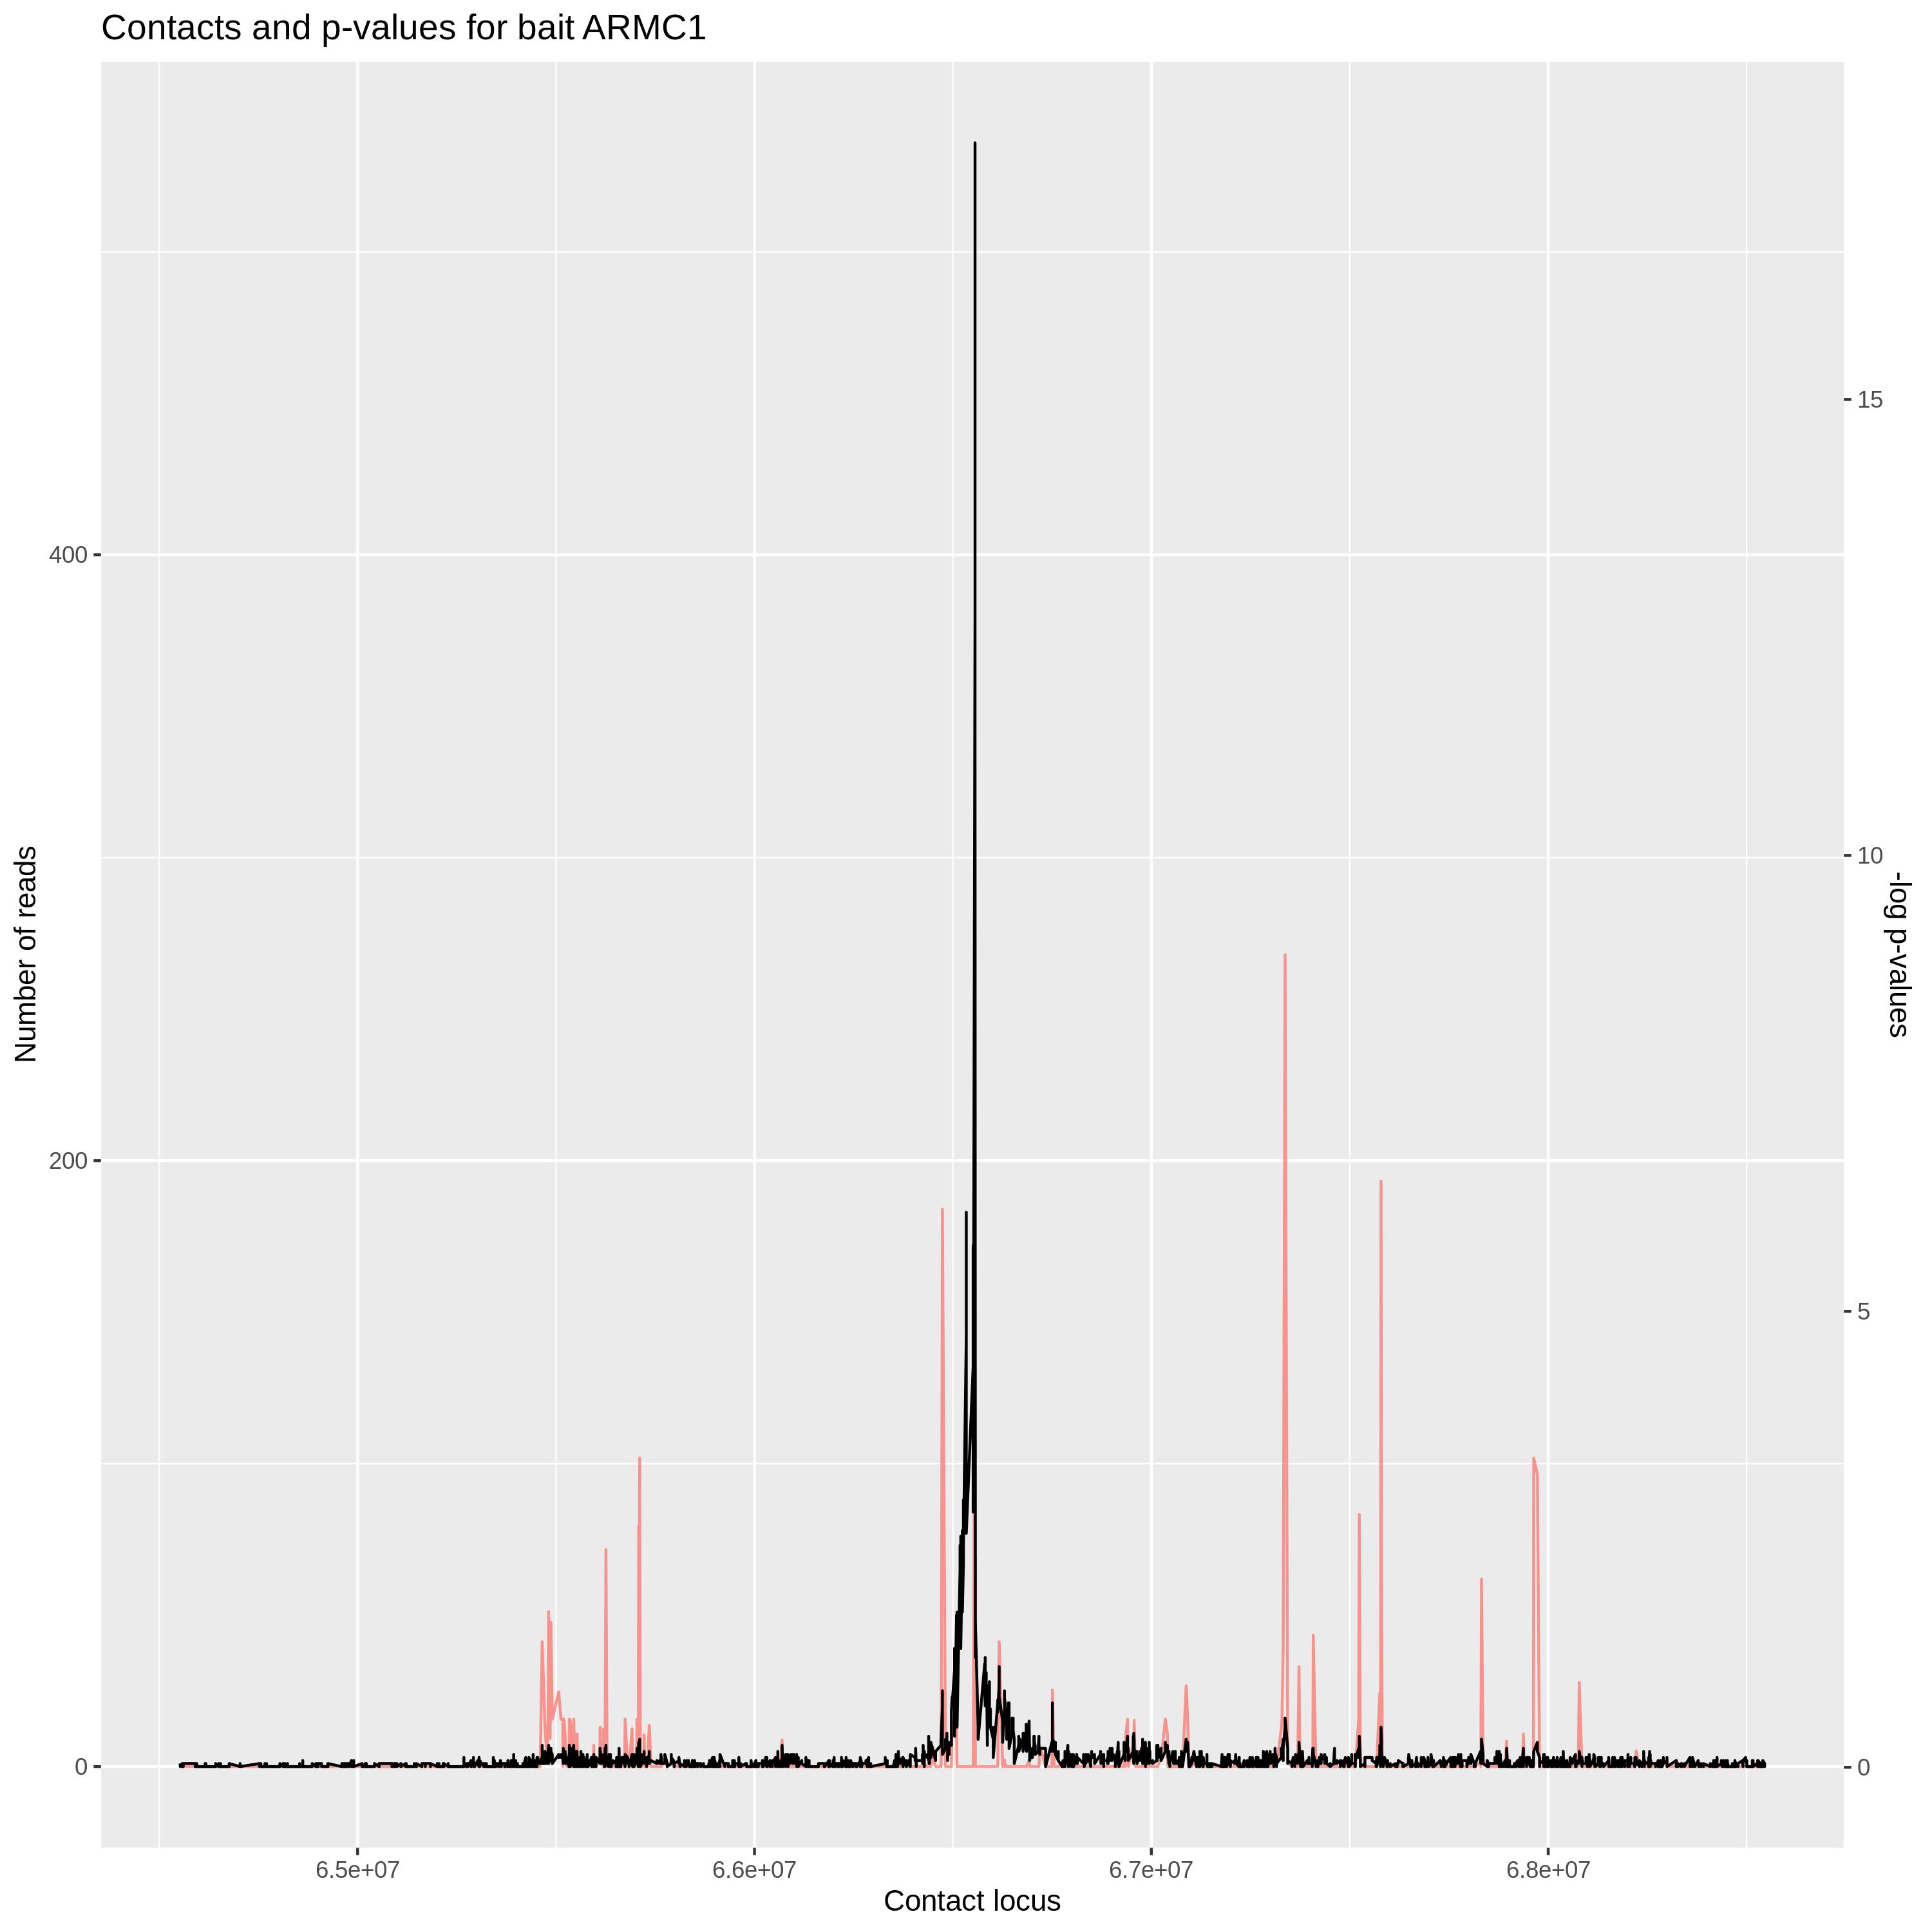 Contacts and p-values for bait ARMC1
Number of reads
400
200
0
15
10
5
0
-log p-values
6.5e+07
6.6e+07
6.7e+07
6.8e+07
Contact locus